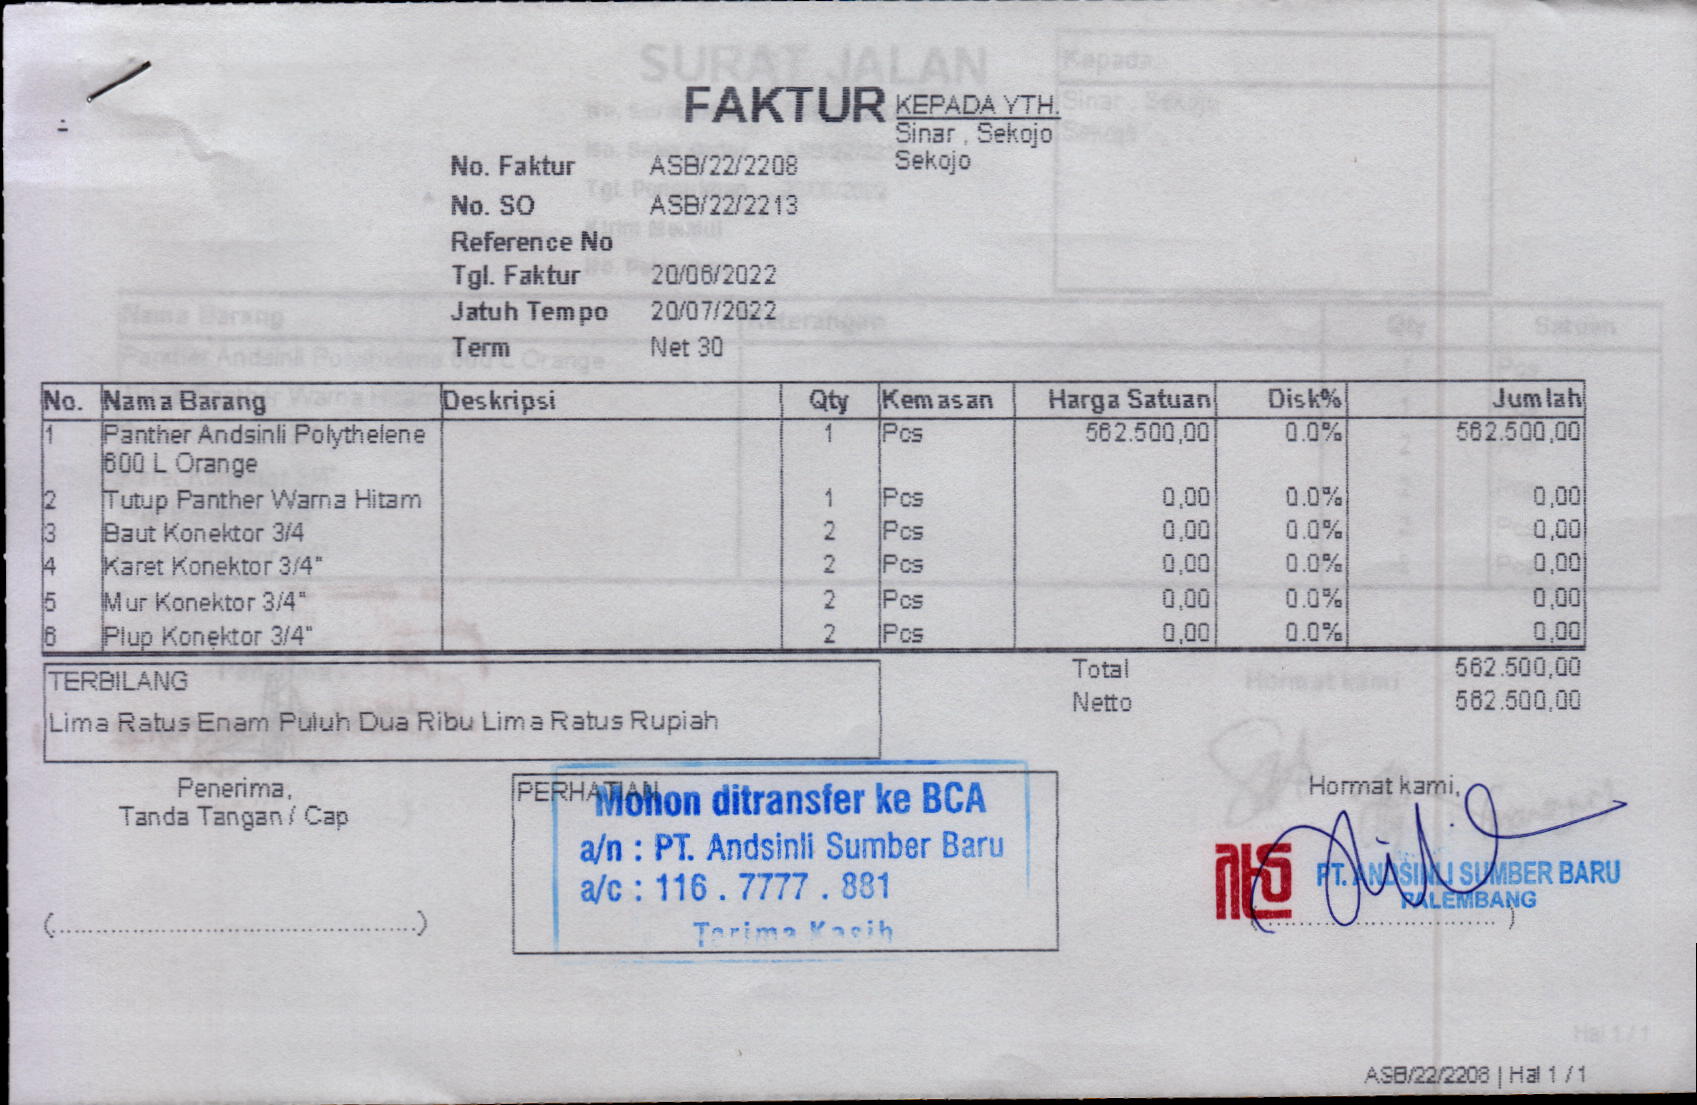 FAKTUR
KEPADA YTH.
Sinar , Sekojo
Sekojo
No. Faktur ASB/22/2208
No. SO ASB/22/2213
Reference No
Tgl. Faktur 20/06/2022
Jatuh Tempo 20/07/2022
Term Net 30
No. Nama Barang Deskripsi Qty Kemasan Harga Satuan Disk% Jumlah
1 Panther Andsinli Polythelene 1 Pcs 562.500,00 0.0% 562.500,00
600 L Orange
2 Tutup Panther Warna Hitam 1 Pcs 0,00 0.0% 0,00
3 Baut Konektor 3/4 2 Pcs 0,00 0.0% 0,00
4 Karet Konektor 3/4" 2 Pcs 0,00 0.0% 0,00
5 Mur Konektor 3/4" 2 Pcs 0,00 0.0% 0,00
6 Plup Konektor 3/4" 2 Pcs 0,00 0.0% 0,00
Total 562.500,00
Netto 562.500,00
TERBILANG
Lima Ratus Enam Puluh Dua Ribu Lima Ratus Rupiah
Penerima,
Tanda Tangan / Cap
(..........................................)
PERHATIAN
Mohon ditransfer ke BCA
a/n : PT. Andsinli Sumber Baru
a/c : 116 . 7777 . 881
Terima Kasih
Hormat kami,
PT. ANDSINLI SUMBER BARU
PALEMBANG
(..............................)
ASB/22/2208 | Hal 1 / 1